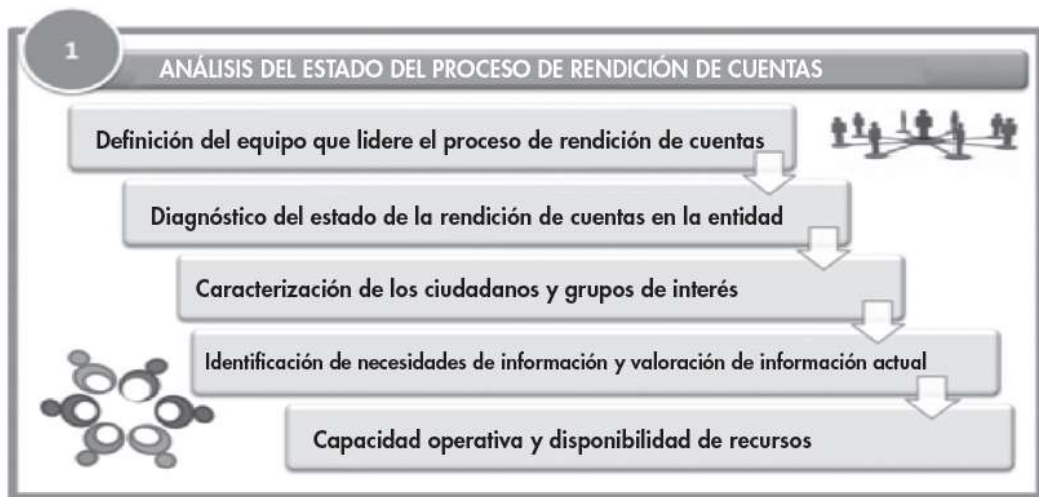 1
ANÁLISIS DEL ESTADO DEL PROCESO DE RENDICIÓN DE CUENTAS
Definición del equipo que lidere el proceso de rendición de cuentas
Diagnóstico del estado de la rendición de cuentas en la entidad
Caracterización de los ciudadanos y grupos de interés
Identificación de necesidades de información y valoración de información actual
Capacidad operativa y disponibilidad de recursos